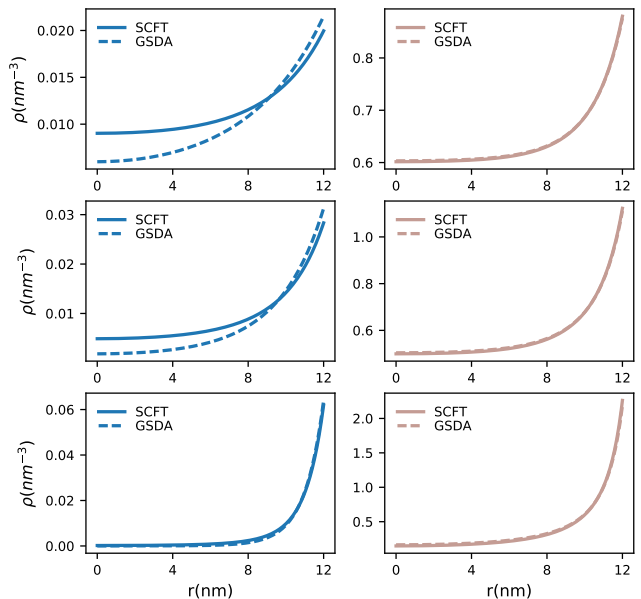 0.020
0.015
0.010
ρ(nm⁻³)
SCFT
GSDA
0 4 8 12
0.8
0.7
0.6
SCFT
GSDA
0 4 8 12
0.03
0.02
0.01
ρ(nm⁻³)
SCFT
GSDA
0 4 8 12
1.0
0.8
0.6
SCFT
GSDA
0 4 8 12
0.06
0.04
0.02
0.00
ρ(nm⁻³)
SCFT
GSDA
0 4 8 12
r(nm)
2.0
1.5
1.0
0.5
SCFT
GSDA
0 4 8 12
r(nm)